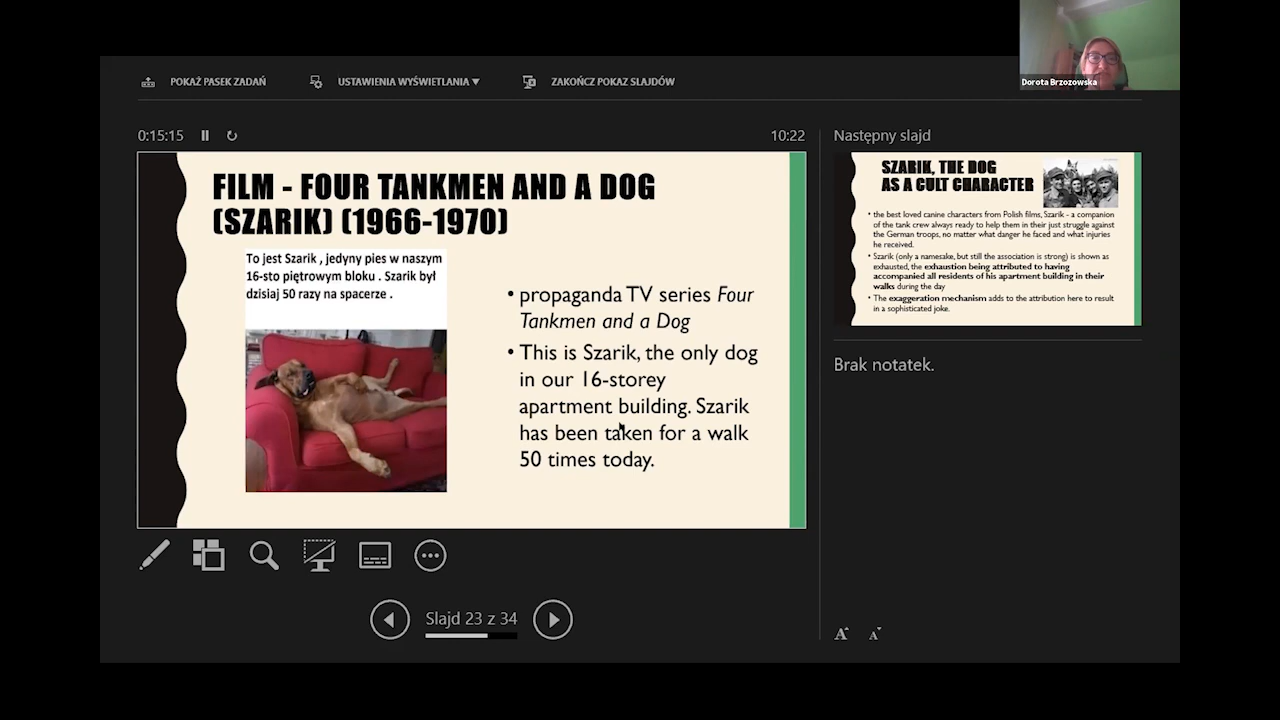 Dorota Brzozowska
POKAŻ PASEK ZADAŃ
USTAWIENIA WYŚWIETLANIA
ZAKOŃCZ POKAZ SLAJDÓW
0:15:15
10:22
FILM - FOUR TANKMEN AND A DOG
(SZARIK) (1966-1970)
To jest Szarik , jedyny pies w naszym
16-sto piętrowym bloku . Szarik był
dzisiaj 50 razy na spacerze .
• propaganda TV series Four
Tankmen and a Dog
• This is Szarik, the only dog
in our 16-storey
apartment building. Szarik
has been taken for a walk
50 times today.
Slajd 23 z 34
Następny slajd
SZARIK, THE DOG
AS A CULT CHARACTER
• the best loved canine characters from Polish films, Szarik - a companion
of the tank crew always ready to help them in their just struggle against
the German troops, no matter what danger he faced and what injuries
he received.
• Szarik (only a namesake, but still the association is strong) is shown as
exhausted, the exhaustion being attributed to having
accompanied all residents of his apartment building in their
walks during the day
• The exaggeration mechanism adds to the attribution here to result
in a sophisticated joke.
Brak notatek.
A A